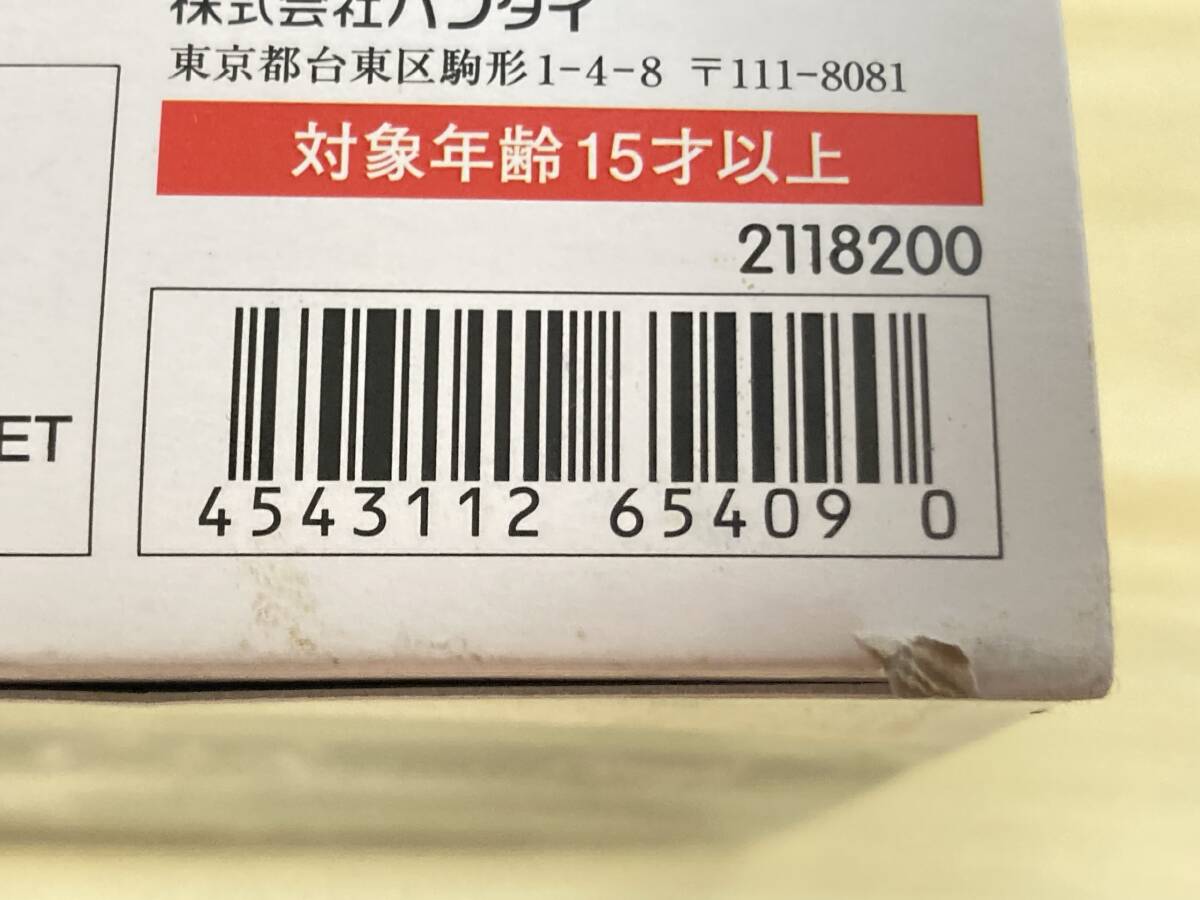 株式会社バンダイ
東京都台東区駒形1-4-8 〒111-8081
対象年齢15才以上
2118200
ET
4543112 65409 0